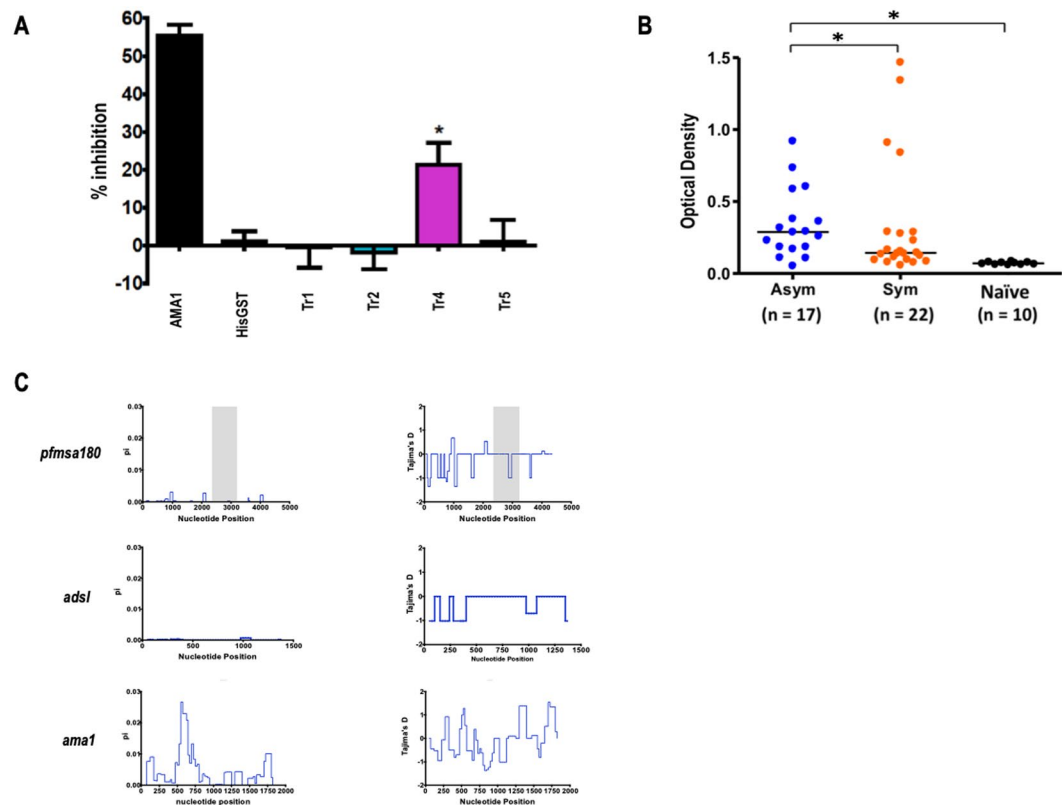 A
% inhibition
60
50
40
30
20
10
0
-10
*
AMA1
HisGST
Tr1
Tr2
Tr4
Tr5
B
*
*
Optical Density
1.5
1.0
0.5
0.0
Asym Sym Naïve
(n = 17) (n = 22) (n = 10)
C
pfmsa180
pi
0.03
0.02
0.01
0.00
0 1000 2000 3000 4000 5000
Nucleotide Position
Tajima's D
2
1
0
-1
-2
0 1000 2000 3000 4000 5000
Nucleotide Position
adsl
pi
0.03
0.02
0.01
0.00
0 500 1000 1500
Nucleotide Position
Tajima's D
2
1
0
-1
-2
0 250 500 750 1000 1250 1500
Nucleotide Position
ama1
pi
0.03
0.02
0.01
0.00
0 250 500 750 1000 1250 1500 1750 2000
nucleotide position
Tajima's D
2
1
0
-1
-2
0 250 500 750 1000 1250 1500 1750 2000
Nucleotide Position